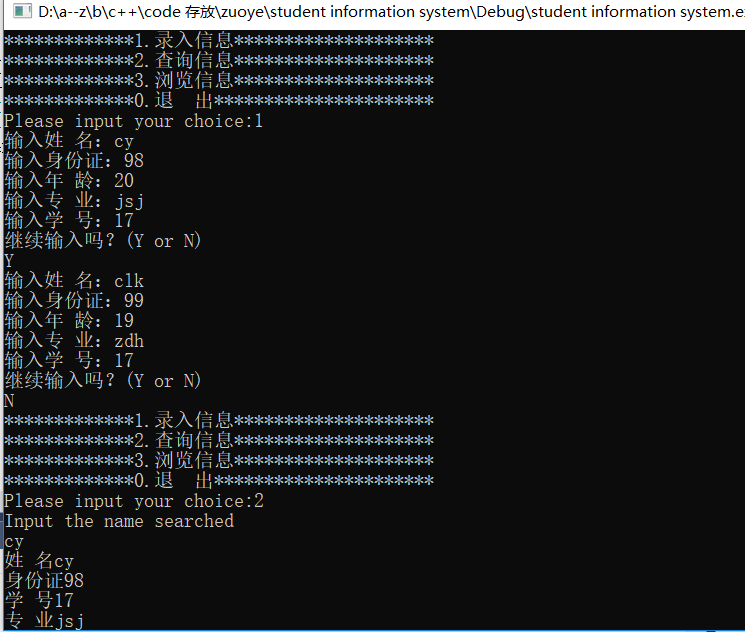 D:\a--z\b\c++\code 存放\zuoye\student information system\Debug\student information system.e
*************1.录入信息********************
*************2.查询信息********************
*************3.浏览信息********************
*************0.退  出**********************
Please input your choice:1
输入姓 名：cy
输入身份证：98
输入年 龄：20
输入专 业：jsj
输入学 号：17
继续输入吗？(Y or N)
Y
输入姓 名：clk
输入身份证：99
输入年 龄：19
输入专 业：zdh
输入学 号：17
继续输入吗？(Y or N)
N
*************1.录入信息********************
*************2.查询信息********************
*************3.浏览信息********************
*************0.退  出**********************
Please input your choice:2
Input the name searched
cy
姓 名cy
身份证98
学 号17
专 业jsj